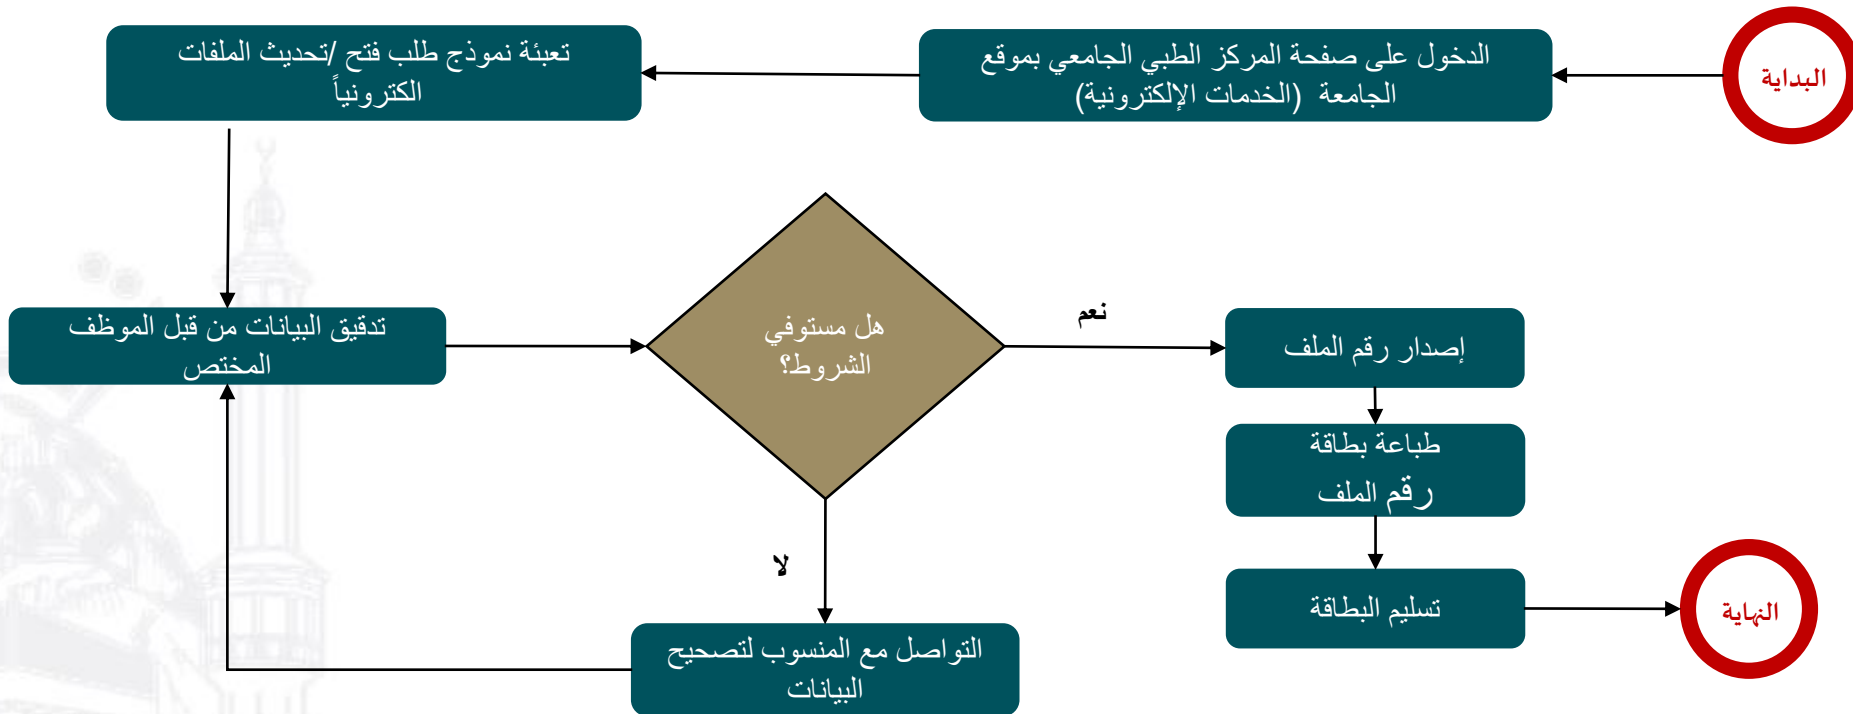 البداية
الدخول على صفحة المركز الطبي الجامعي بموقع
الجامعة (الخدمات الإلكترونية)
تعبئة نموذج طلب فتح /تحديث الملفات
الكترونياً
تدقيق البيانات من قبل الموظف
المختص
هل مستوفي
الشروط؟
نعم
إصدار رقم الملف
طباعة بطاقة
رقم الملف
تسليم البطاقة
النهاية
لا
التواصل مع المنسوب لتصحيح
البيانات